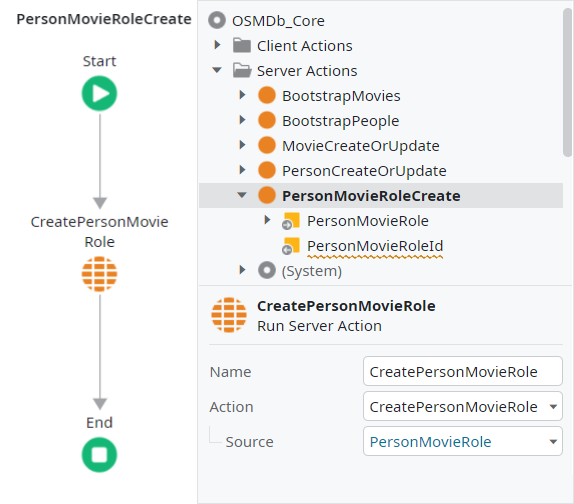 PersonMovieRoleCreate
Start
CreatePersonMovie
Role
End
OSMDb_Core
Client Actions
Server Actions
BootstrapMovies
BootstrapPeople
MovieCreateOrUpdate
PersonCreateOrUpdate
PersonMovieRoleCreate
PersonMovieRole
PersonMovieRoleId
(System)
CreatePersonMovieRole
Run Server Action
Name CreatePersonMovieRole
Action CreatePersonMovieRole
Source PersonMovieRole